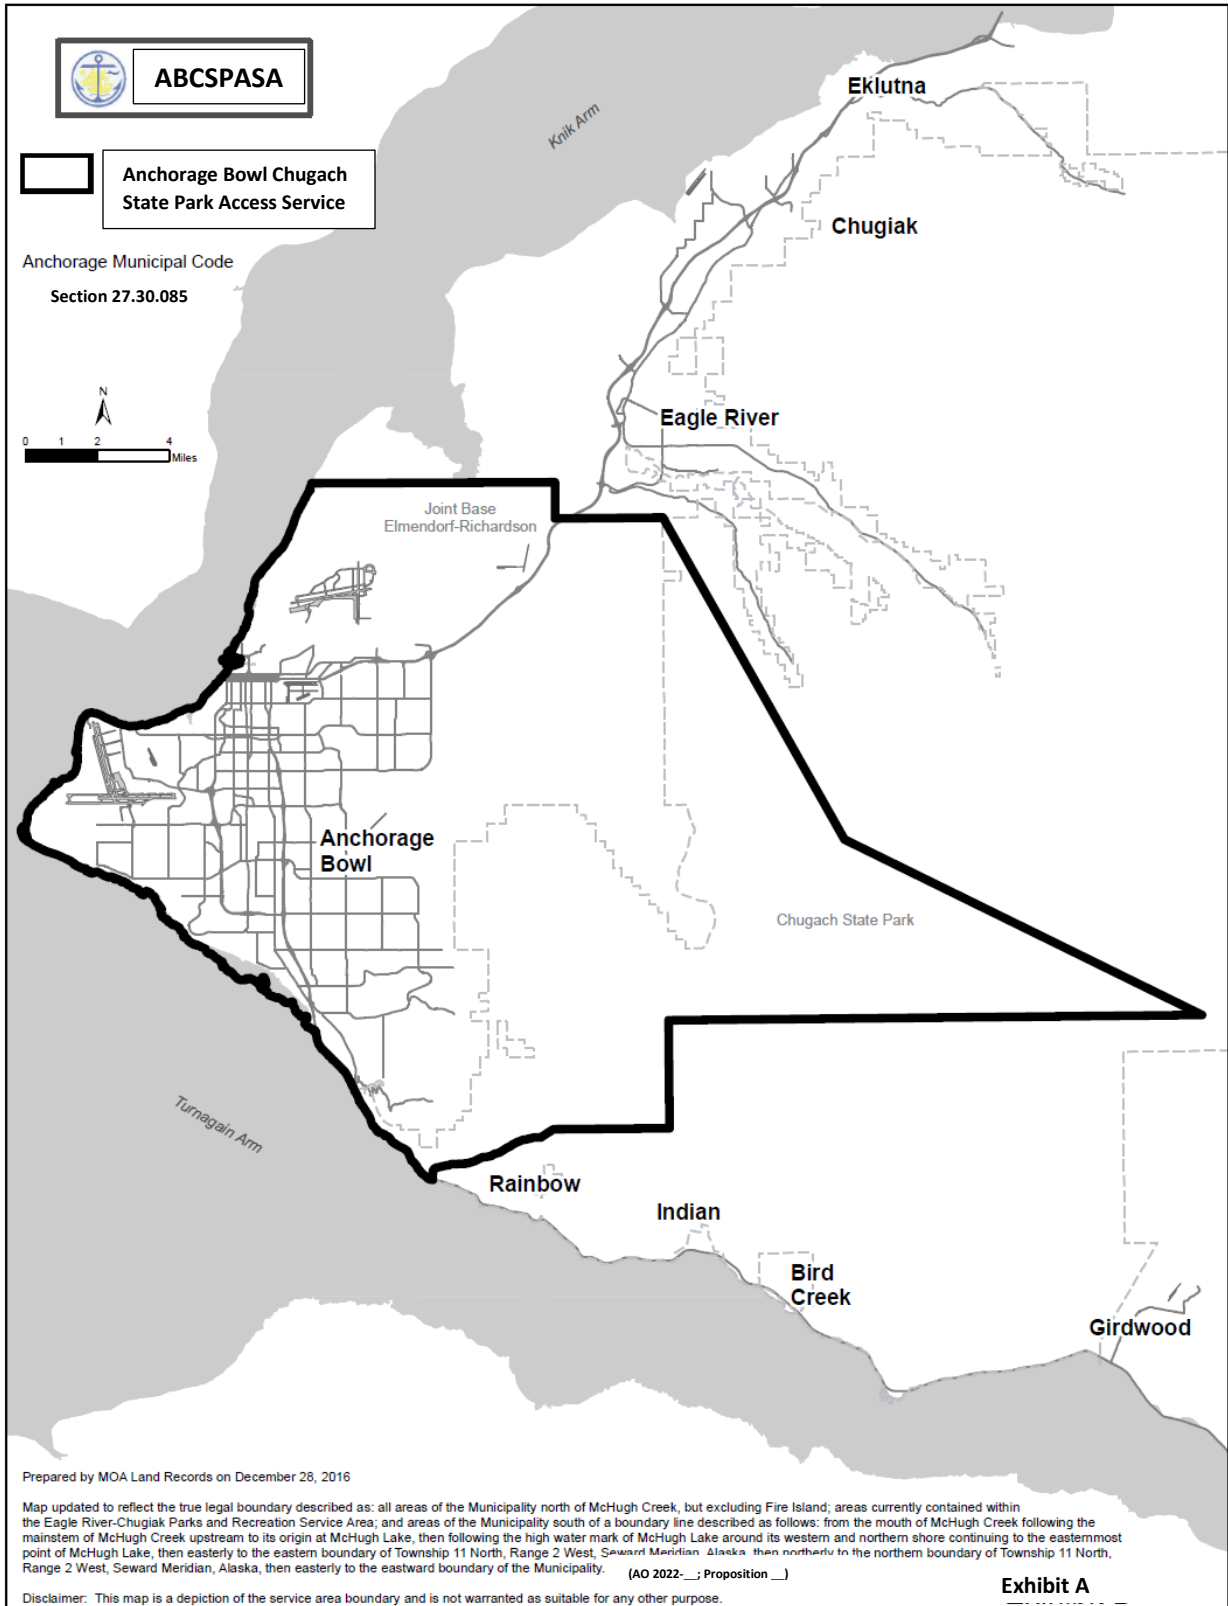 ABCSPASA
Anchorage Bowl Chugach
State Park Access Service
Anchorage Municipal Code
Section 27.30.085
N
0 1 2 4
Miles
Knik Arm
Eklutna
Chugiak
Eagle River
Joint Base
Elmendorf-Richardson
Anchorage
Bowl
Chugach State Park
Turnagain Arm
Rainbow
Indian
Bird
Creek
Girdwood
Prepared by MOA Land Records on December 28, 2016
Map updated to reflect the true legal boundary described as: all areas of the Municipality north of McHugh Creek, but excluding Fire Island; areas currently contained within
the Eagle River-Chugiak Parks and Recreation Service Area; and areas of the Municipality south of a boundary line described as follows: from the mouth of McHugh Creek following the
mainstem of McHugh Creek upstream to its origin at McHugh Lake, then following the high water mark of McHugh Lake around its western and northern shore continuing to the easternmost
point of McHugh Lake, then easterly to the eastern boundary of Township 11 North, Range 2 West, Seward Meridian, Alaska, then northerly to the northern boundary of Township 11 North,
Range 2 West, Seward Meridian, Alaska, then easterly to the eastward boundary of the Municipality.
(AO 2022-__; Proposition __)
Disclaimer: This map is a depiction of the service area boundary and is not warranted as suitable for any other purpose.
Exhibit A